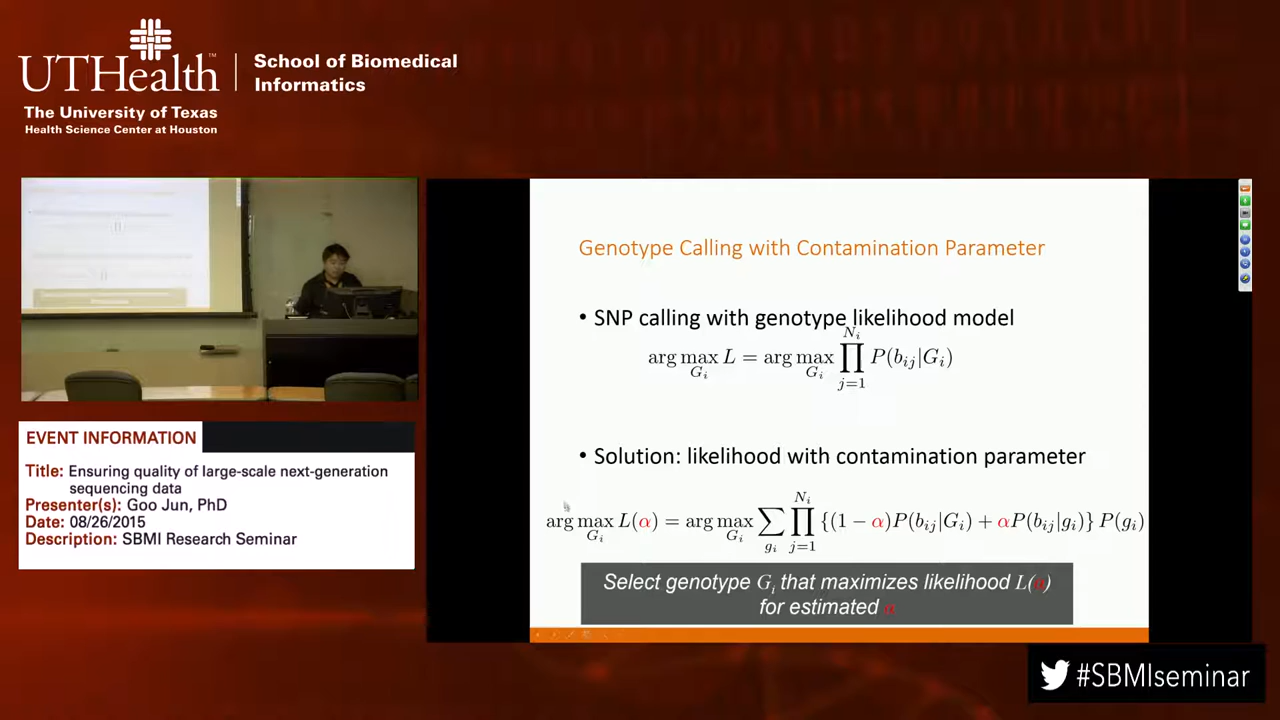 UTHealth™
The University of Texas
Health Science Center at Houston
School of Biomedical
Informatics
EVENT INFORMATION
Title: Ensuring quality of large-scale next-generation
sequencing data
Presenter(s): Goo Jun, PhD
Date: 08/26/2015
Description: SBMI Research Seminar
Genotype Calling with Contamination Parameter
• SNP calling with genotype likelihood model
arg max_{G_i} L = arg max_{G_i} ∏_{j=1}^{N_i} P(b_{ij}|G_i)
• Solution: likelihood with contamination parameter
arg max_{G_i} L(α) = arg max_{G_i} ∑_{g_i} ∏_{j=1}^{N_i} {(1 − α)P(b_{ij}|G_i) + αP(b_{ij}|g_i)} P(g_i)
Select genotype G_i that maximizes likelihood L(α)
for estimated α
#SBMIseminar